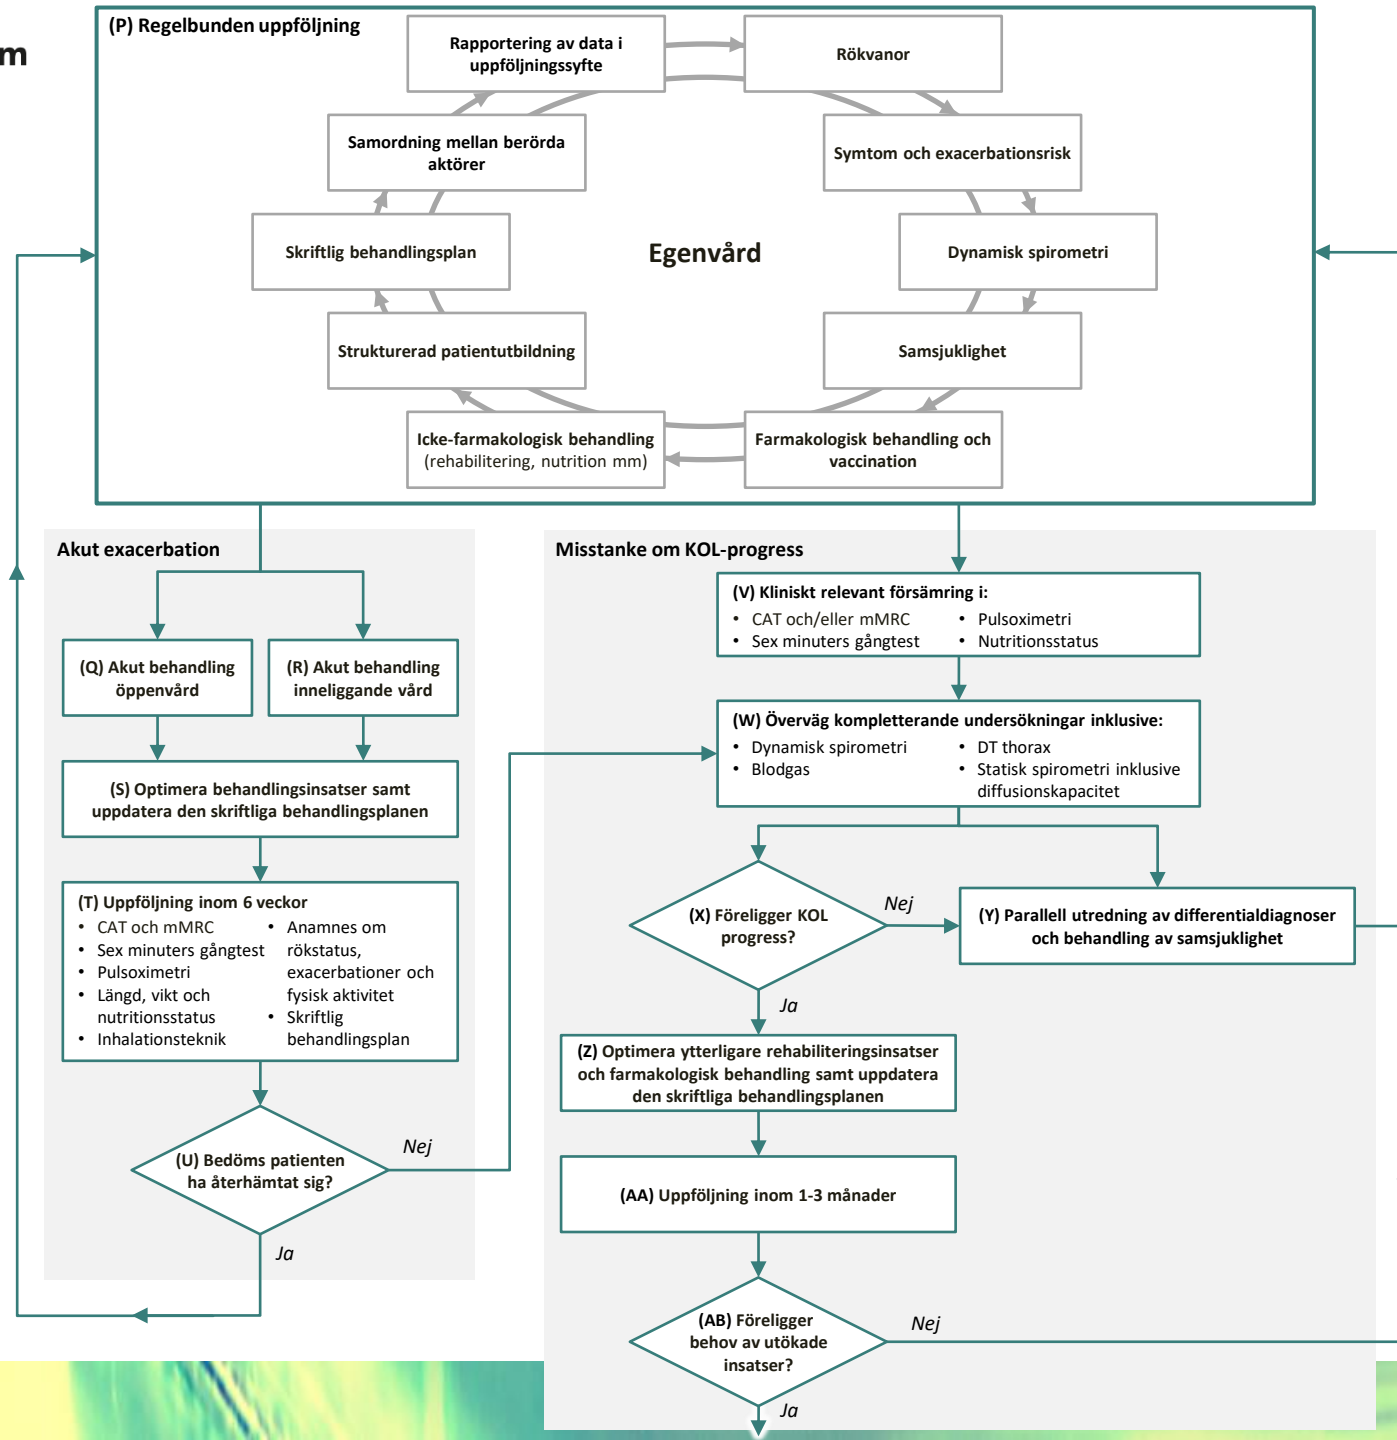 m
(P) Regelbunden uppföljning
Rapportering av data i
uppföljningssyfte
Rökvanor
Samordning mellan berörda
aktörer
Symtom och exacerbationsrisk
Skriftlig behandlingsplan
Egenvård
Dynamisk spirometri
Strukturerad patientutbildning
Samsjuklighet
Icke-farmakologisk behandling
(rehabilitering, nutrition mm)
Farmakologisk behandling och
vaccination
Akut exacerbation
(Q) Akut behandling
öppenvård
(R) Akut behandling
inneliggande vård
(S) Optimera behandlingsinsatser samt
uppdatera den skriftliga behandlingsplanen
(T) Uppföljning inom 6 veckor
• CAT och mMRC
• Sex minuters gångtest
• Pulsoximetri
• Längd, vikt och
nutritionsstatus
• Inhalationsteknik
• Anamnes om
rökstatus,
exacerbationer och
fysisk aktivitet
• Skriftlig
behandlingsplan
(U) Bedöms patienten
ha återhämtat sig?
Nej
Ja
Misstanke om KOL-progress
(V) Kliniskt relevant försämring i:
• CAT och/eller mMRC
• Sex minuters gångtest
• Pulsoximetri
• Nutritionsstatus
(W) Överväg kompletterande undersökningar inklusive:
• Dynamisk spirometri
• Blodgas
• DT thorax
• Statisk spirometri inklusive
diffusionskapacitet
(X) Föreligger KOL
progress?
Nej
(Y) Parallell utredning av differentialdiagnoser
och behandling av samsjuklighet
Ja
(Z) Optimera ytterligare rehabiliteringsinsatser
och farmakologisk behandling samt uppdatera
den skriftliga behandlingsplanen
(AA) Uppföljning inom 1-3 månader
(AB) Föreligger
behov av utökade
insatser?
Nej
Ja